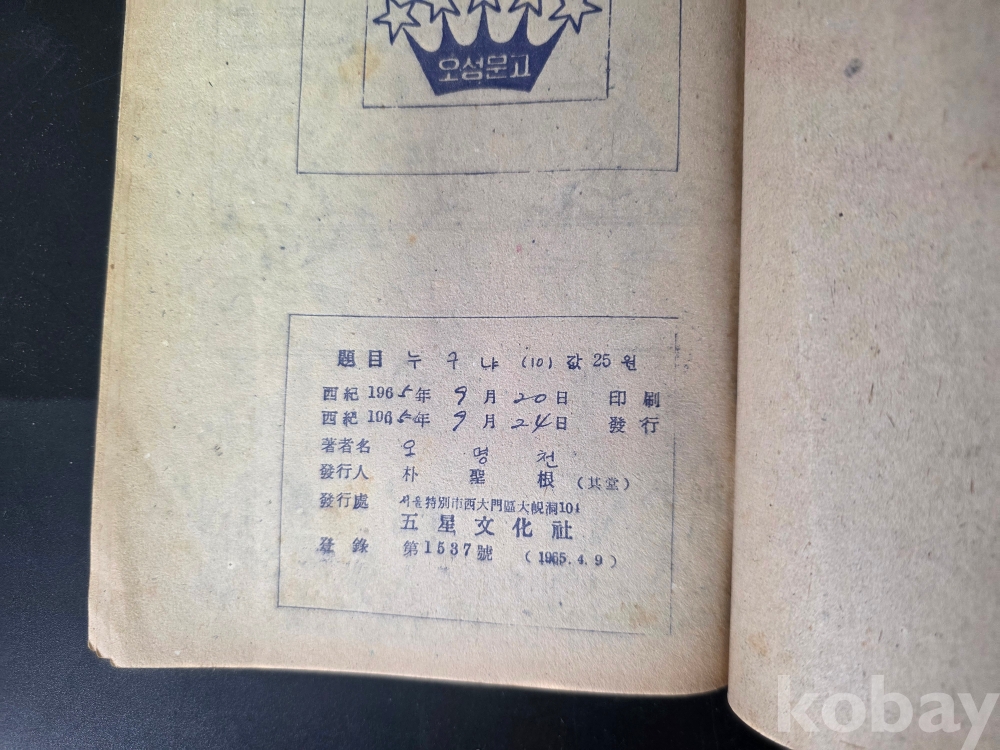 오성문고
題目 누구냐 (10) 값 25 원
西紀 1965年 9月 20日 印刷
西紀 1965年 9月 24日 發行
著者名 오명천
發行人 朴聖根 (其堂)
發行處 서울特別市西大門區大峴洞104
五星文化社
登錄 第1537號 (1965.4.9)
kobay